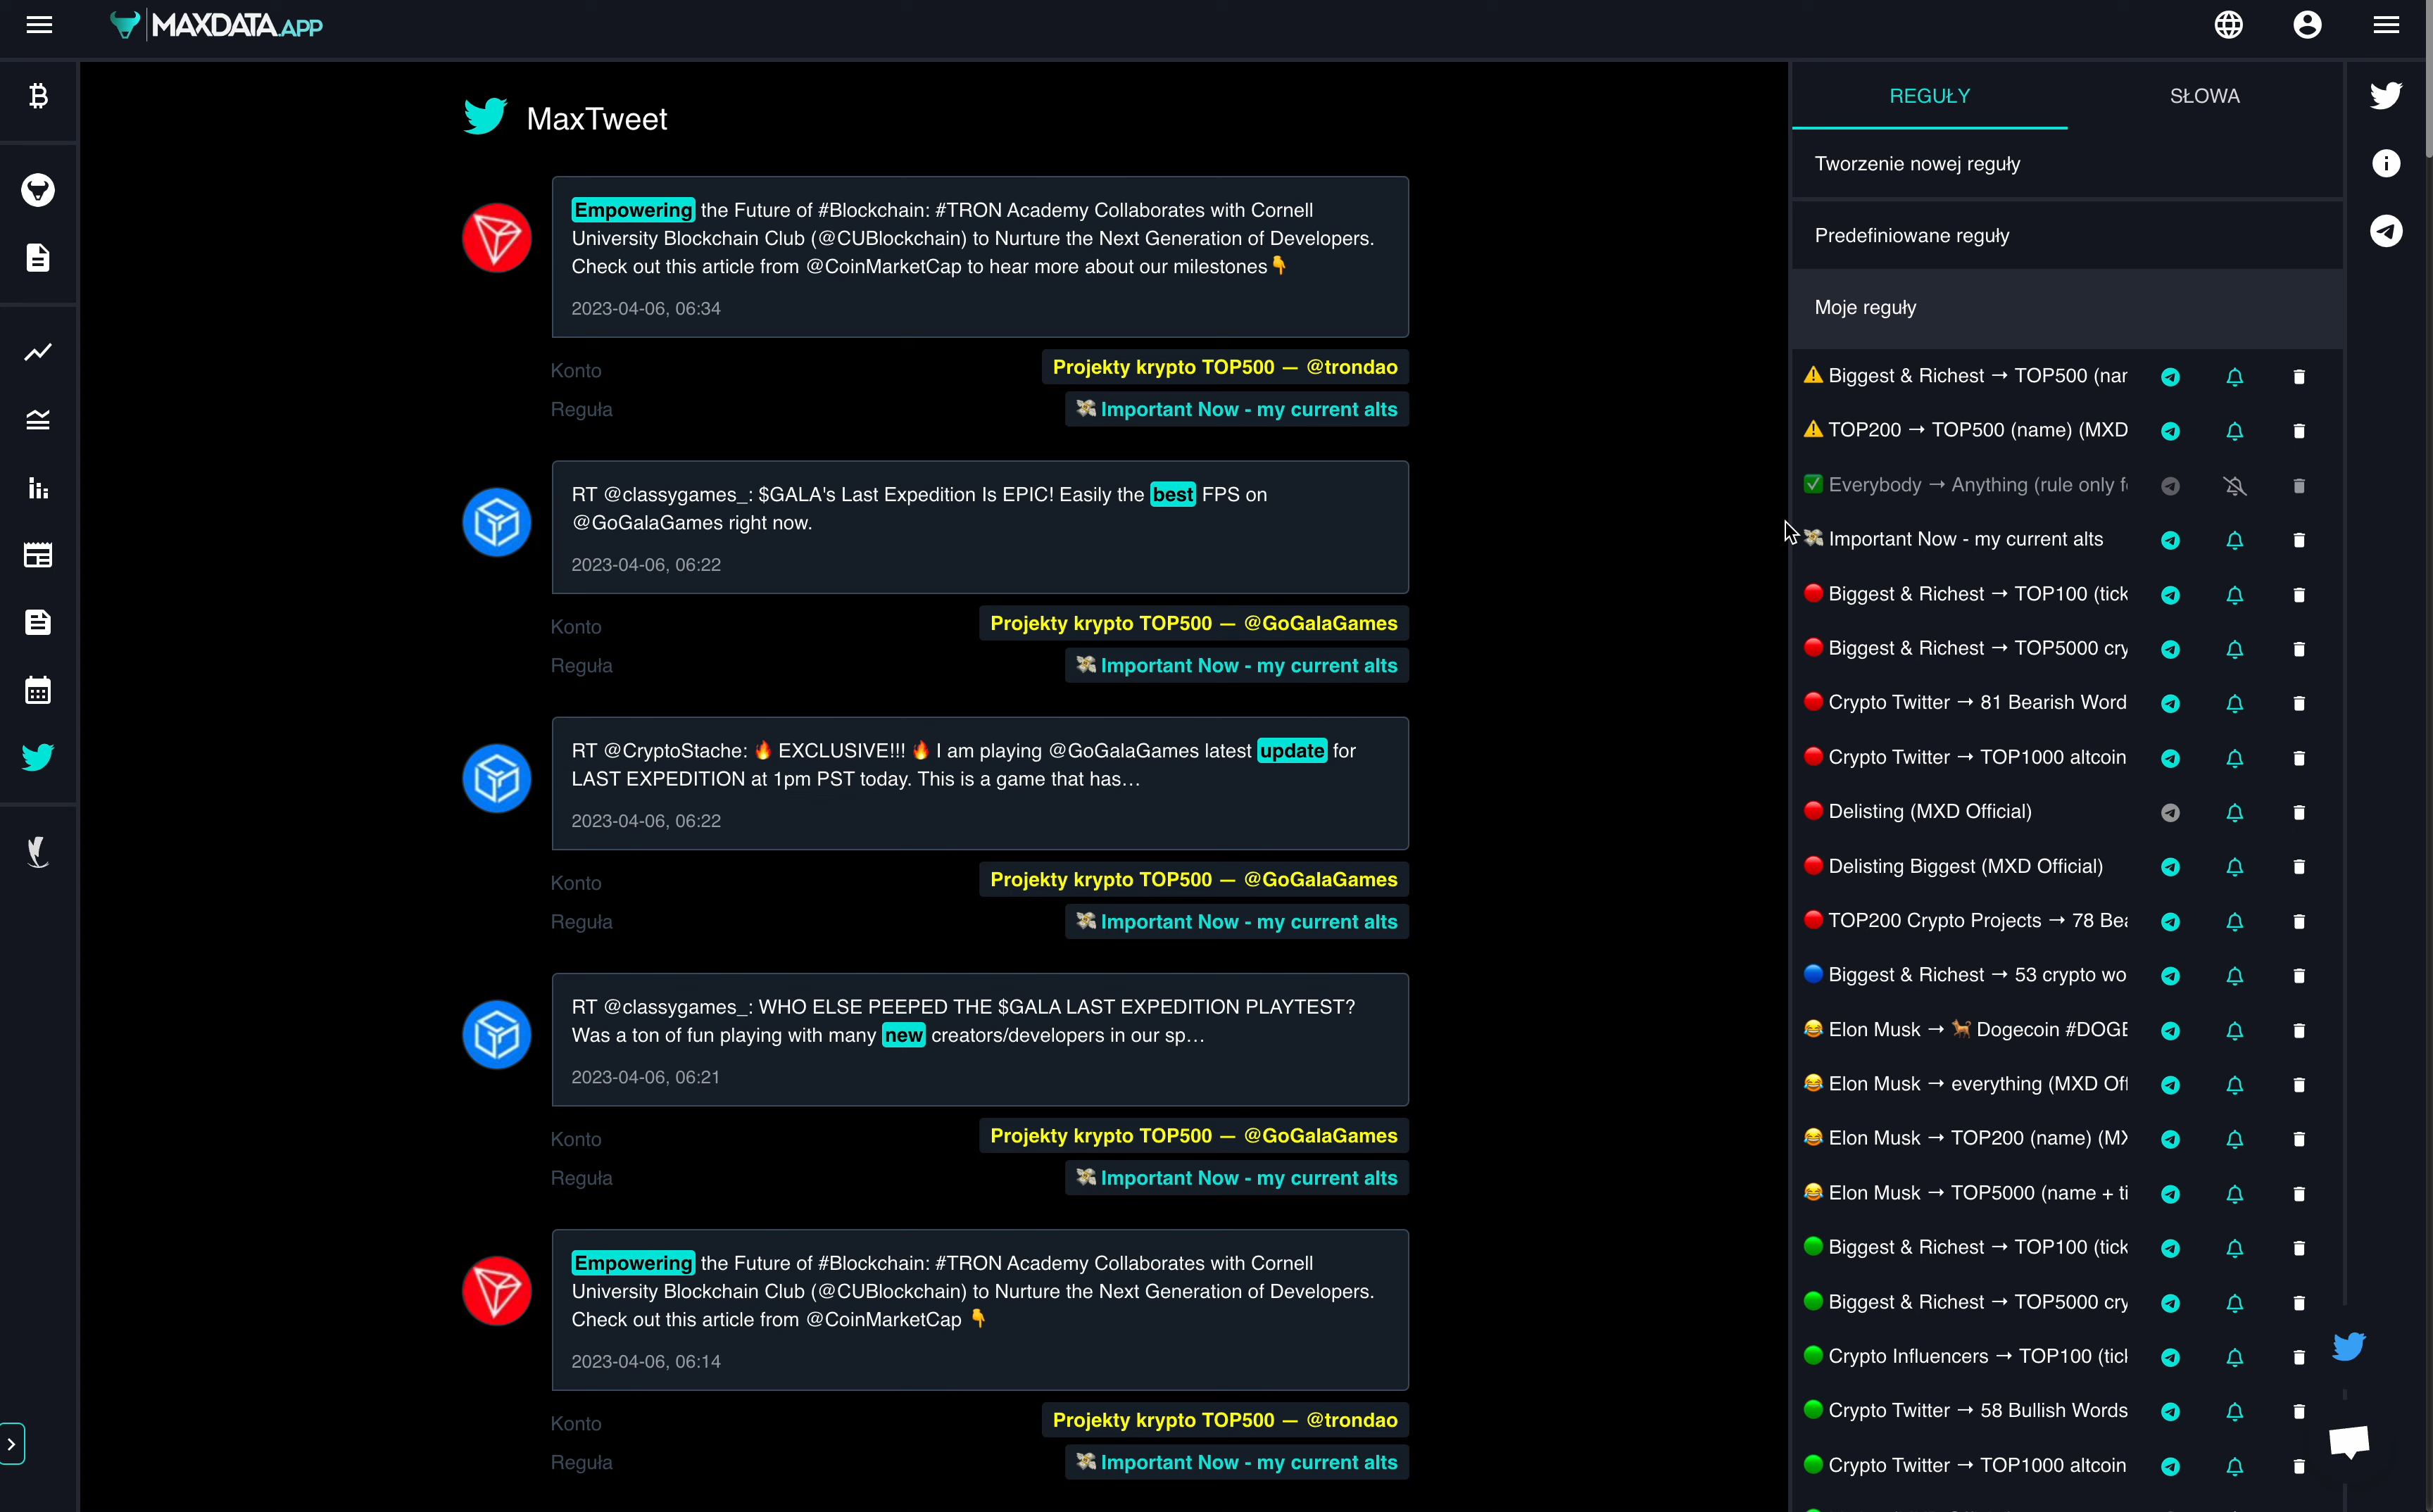 MAXDATA.APP
MaxTweet
Empowering the Future of #Blockchain: #TRON Academy Collaborates with Cornell
University Blockchain Club (@CUBlockchain) to Nurture the Next Generation of Developers.
Check out this article from @CoinMarketCap to hear more about our milestones👇
2023-04-06, 06:34
Konto
Projekty krypto TOP500 — @trondao
Reguła
💸 Important Now - my current alts
RT @classygames_: $GALA's Last Expedition Is EPIC! Easily the best FPS on
@GoGalaGames right now.
2023-04-06, 06:22
Konto
Projekty krypto TOP500 — @GoGalaGames
Reguła
💸 Important Now - my current alts
RT @CryptoStache: 🔥 EXCLUSIVE!!! 🔥 I am playing @GoGalaGames latest update for
LAST EXPEDITION at 1pm PST today. This is a game that has…
2023-04-06, 06:22
Konto
Projekty krypto TOP500 — @GoGalaGames
Reguła
💸 Important Now - my current alts
RT @classygames_: WHO ELSE PEEPED THE $GALA LAST EXPEDITION PLAYTEST?
Was a ton of fun playing with many new creators/developers in our sp…
2023-04-06, 06:21
Konto
Projekty krypto TOP500 — @GoGalaGames
Reguła
💸 Important Now - my current alts
Empowering the Future of #Blockchain: #TRON Academy Collaborates with Cornell
University Blockchain Club (@CUBlockchain) to Nurture the Next Generation of Developers.
Check out this article from @CoinMarketCap 👇
2023-04-06, 06:14
Konto
Projekty krypto TOP500 — @trondao
Reguła
💸 Important Now - my current alts
REGUŁY
SŁOWA
Tworzenie nowej reguły
Predefiniowane reguły
Moje reguły
⚠️ Biggest & Richest → TOP500 (nar
⚠️ TOP200 → TOP500 (name) (MXD
✅ Everybody → Anything (rule only f
💸 Important Now - my current alts
🔴 Biggest & Richest → TOP100 (tick
🔴 Biggest & Richest → TOP5000 cry
🔴 Crypto Twitter → 81 Bearish Word
🔴 Crypto Twitter → TOP1000 altcoin
🔴 Delisting (MXD Official)
🔴 Delisting Biggest (MXD Official)
🔴 TOP200 Crypto Projects → 78 Bea
🔵 Biggest & Richest → 53 crypto wo
😂 Elon Musk → 🐕 Dogecoin #DOGE
😂 Elon Musk → everything (MXD Off
😂 Elon Musk → TOP200 (name) (MX
😂 Elon Musk → TOP5000 (name + ti
🟢 Biggest & Richest → TOP100 (tick
🟢 Biggest & Richest → TOP5000 cry
🟢 Crypto Influencers → TOP100 (tick
🟢 Crypto Twitter → 58 Bullish Words
🟢 Crypto Twitter → TOP1000 altcoin